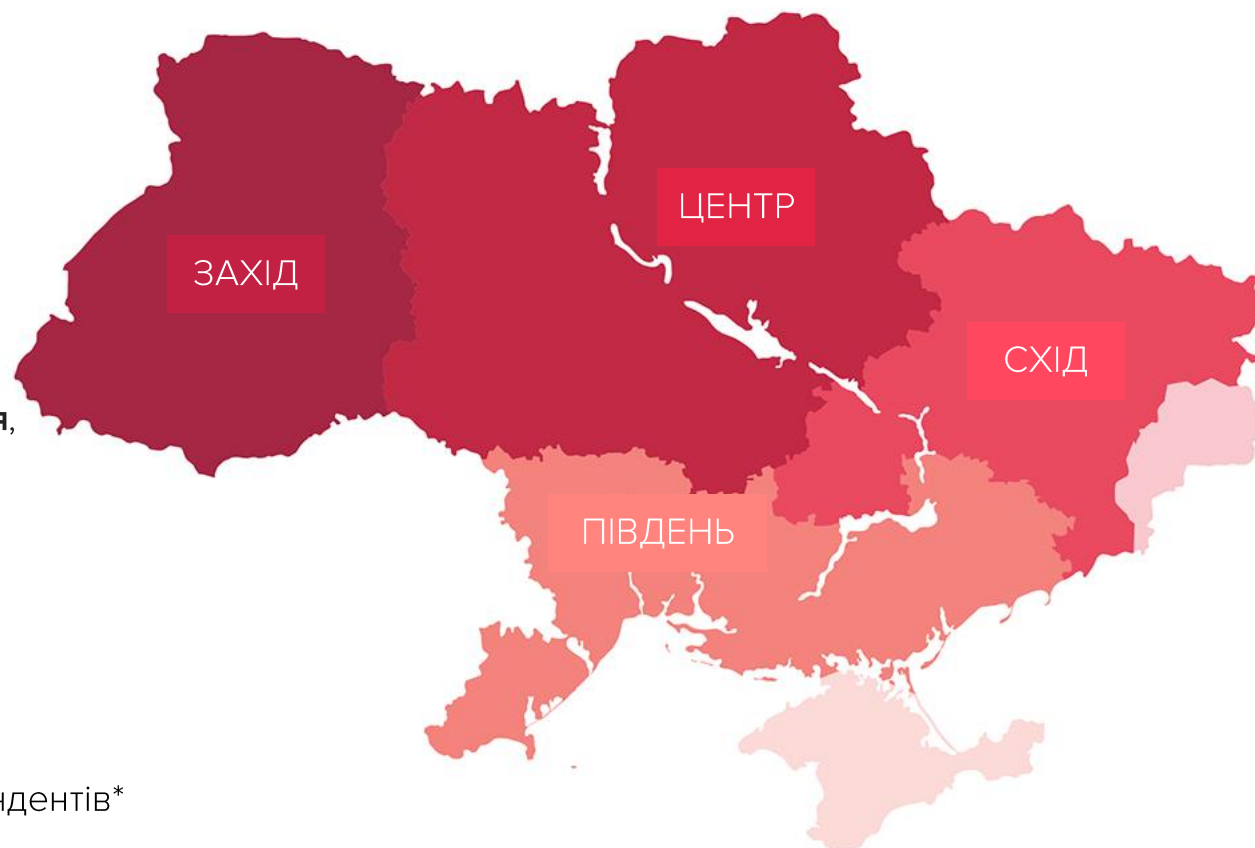 ЦЕНТР
ЗАХІД
СХІД
я,
ПІВДЕНЬ
ндентів*